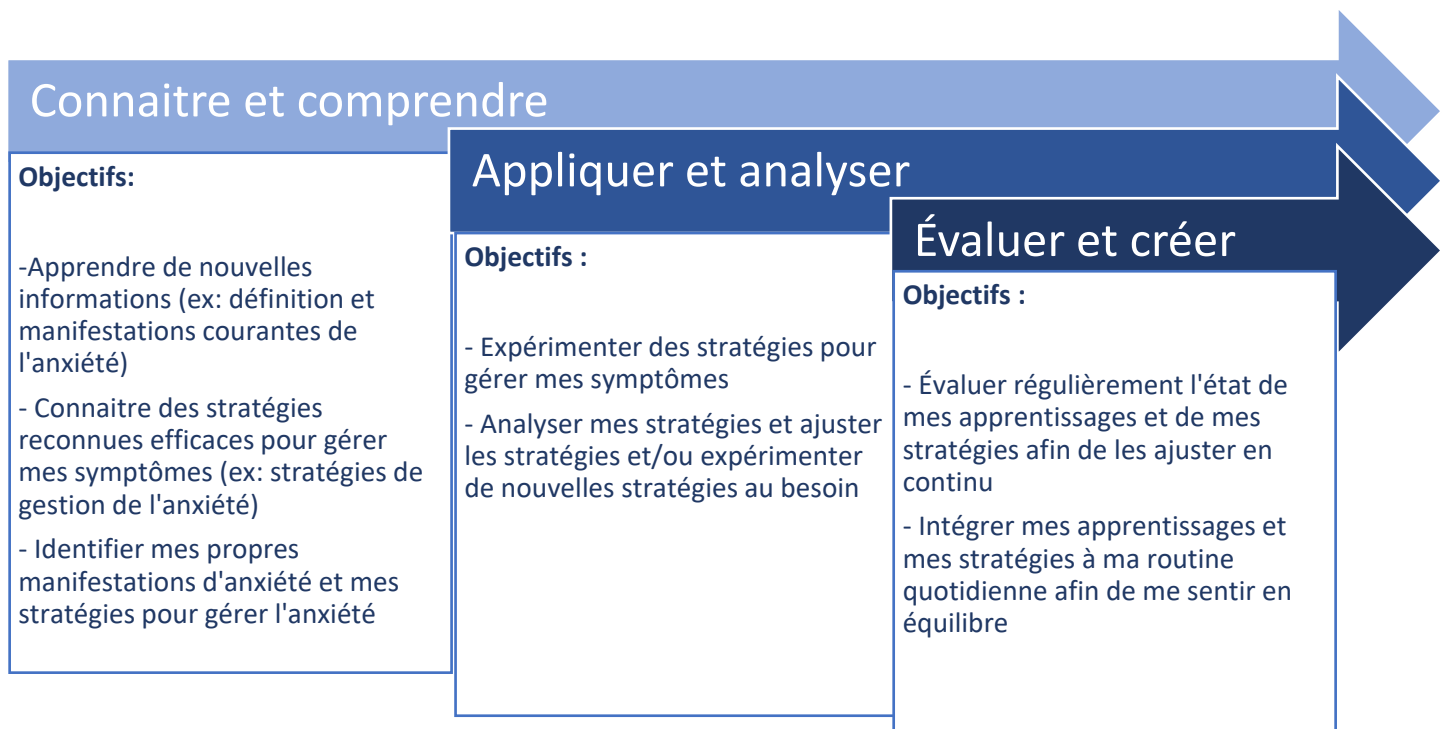 Connaitre et comprendre
Objectifs:
-Apprendre de nouvelles
informations (ex: définition et
manifestations courantes de
l'anxiété)
- Connaitre des stratégies
reconnues efficaces pour gérer
mes symptômes (ex: stratégies de
gestion de l'anxiété)
- Identifier mes propres
manifestations d'anxiété et mes
stratégies pour gérer l'anxiété
Appliquer et analyser
Objectifs :
- Expérimenter des stratégies pour
gérer mes symptômes
- Analyser mes stratégies et ajuster
les stratégies et/ou expérimenter
de nouvelles stratégies au besoin
Évaluer et créer
Objectifs :
- Évaluer régulièrement l'état de
mes apprentissages et de mes
stratégies afin de les ajuster en
continu
- Intégrer mes apprentissages et
mes stratégies à ma routine
quotidienne afin de me sentir en
équilibre